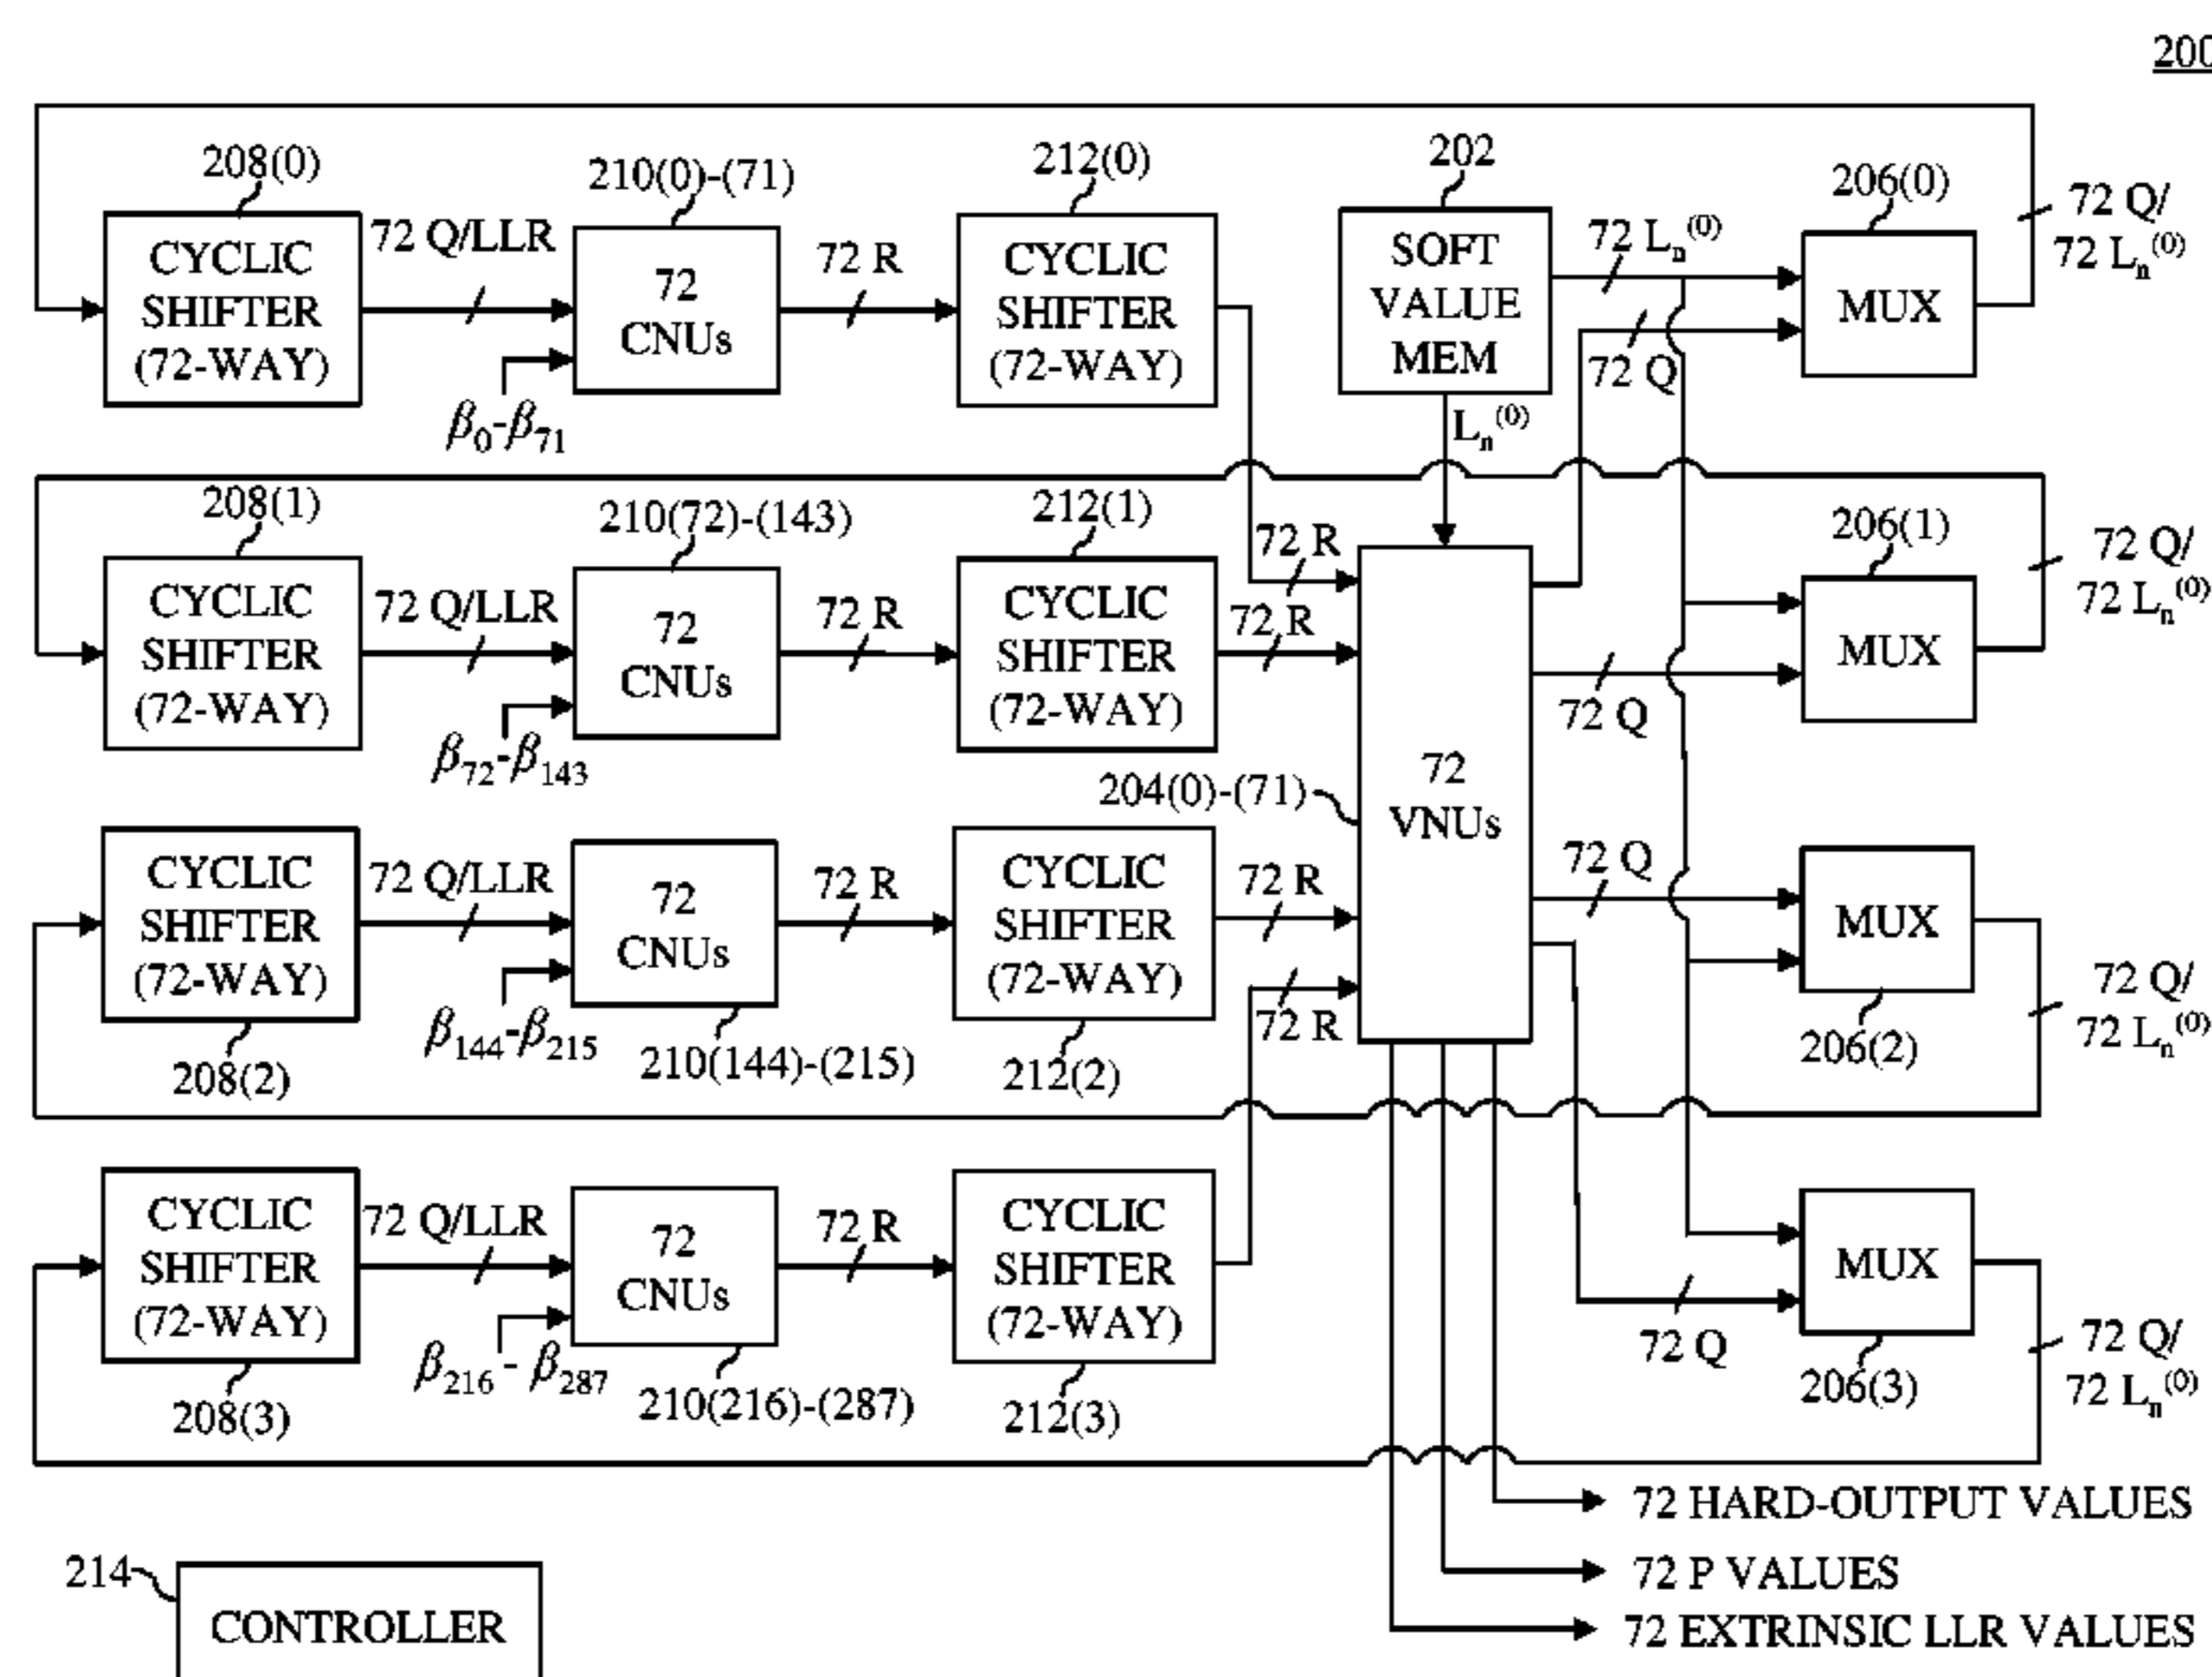 200
208(0)
210(0)-(71)
212(0)
202
206(0)
CYCLIC
SHIFTER
(72-WAY)
72 Q/LLR
72
CNUs
β0-β71
72 R
CYCLIC
SHIFTER
(72-WAY)
SOFT
VALUE
MEM
72 Ln(0)
72 Q
Ln(0)
MUX
72 Q/
72 Ln(0)
208(1)
210(72)-(143)
212(1)
206(1)
CYCLIC
SHIFTER
(72-WAY)
72 Q/LLR
72
CNUs
β72-β143
72 R
CYCLIC
SHIFTER
(72-WAY)
72 R
72 R
72 Q
MUX
72 Q/
72 Ln(0)
204(0)-(71)
72
VNUs
CYCLIC
SHIFTER
(72-WAY)
72 Q/LLR
72
CNUs
β144-β215
72 R
CYCLIC
SHIFTER
(72-WAY)
72 R
72 R
72 Q
MUX
72 Q/
72 Ln(0)
208(2)
210(144)-(215)
212(2)
206(2)
CYCLIC
SHIFTER
(72-WAY)
72 Q/LLR
72
CNUs
β216 - β287
72 R
CYCLIC
SHIFTER
(72-WAY)
72 Q
MUX
72 Q/
72 Ln(0)
208(3)
210(216)-(287)
212(3)
206(3)
72 HARD-OUTPUT VALUES
72 P VALUES
72 EXTRINSIC LLR VALUES
214
CONTROLLER